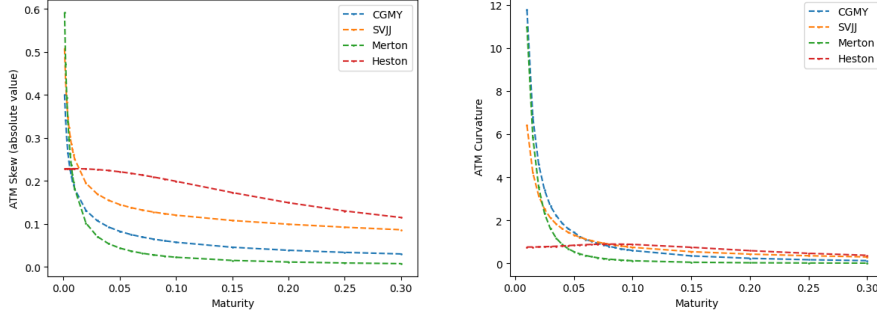 CGMY
SVJJ
Merton
Heston
ATM Skew (absolute value)
0.6
0.5
0.4
0.3
0.2
0.1
0.0
0.00 0.05 0.10 0.15 0.20 0.25 0.30
Maturity
CGMY
SVJJ
Merton
Heston
ATM Curvature
12
10
8
6
4
2
0
0.00 0.05 0.10 0.15 0.20 0.25 0.30
Maturity